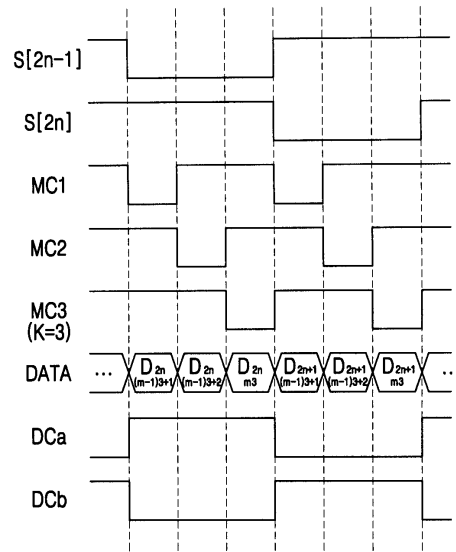 S[2n-1]
S[2n]
MC1
MC2
MC3
(K=3)
DATA ... D2n (m-1)3+1 D2n (m-1)3+2 D2n m3 D2n+1 (m-1)3+1 D2n+1 (m-1)3+2 D2n+1 m3 ..
DCa
DCb